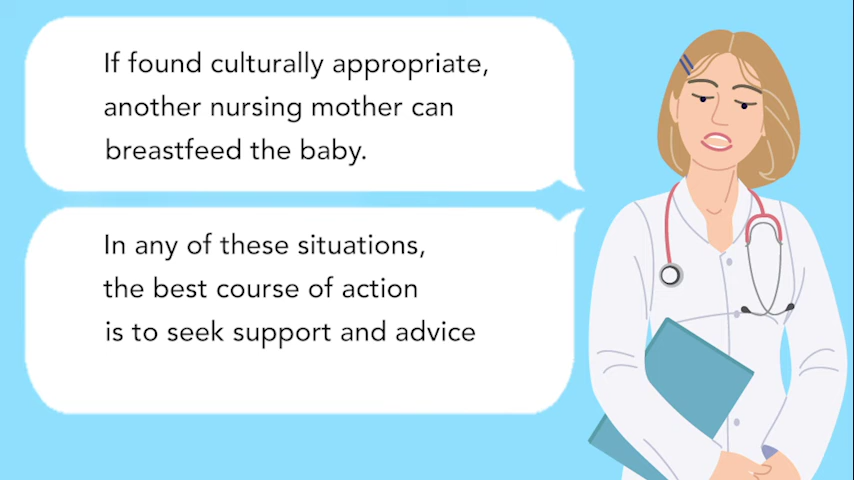 If found culturally appropriate,
another nursing mother can
breastfeed the baby.
In any of these situations,
the best course of action
is to seek support and advice